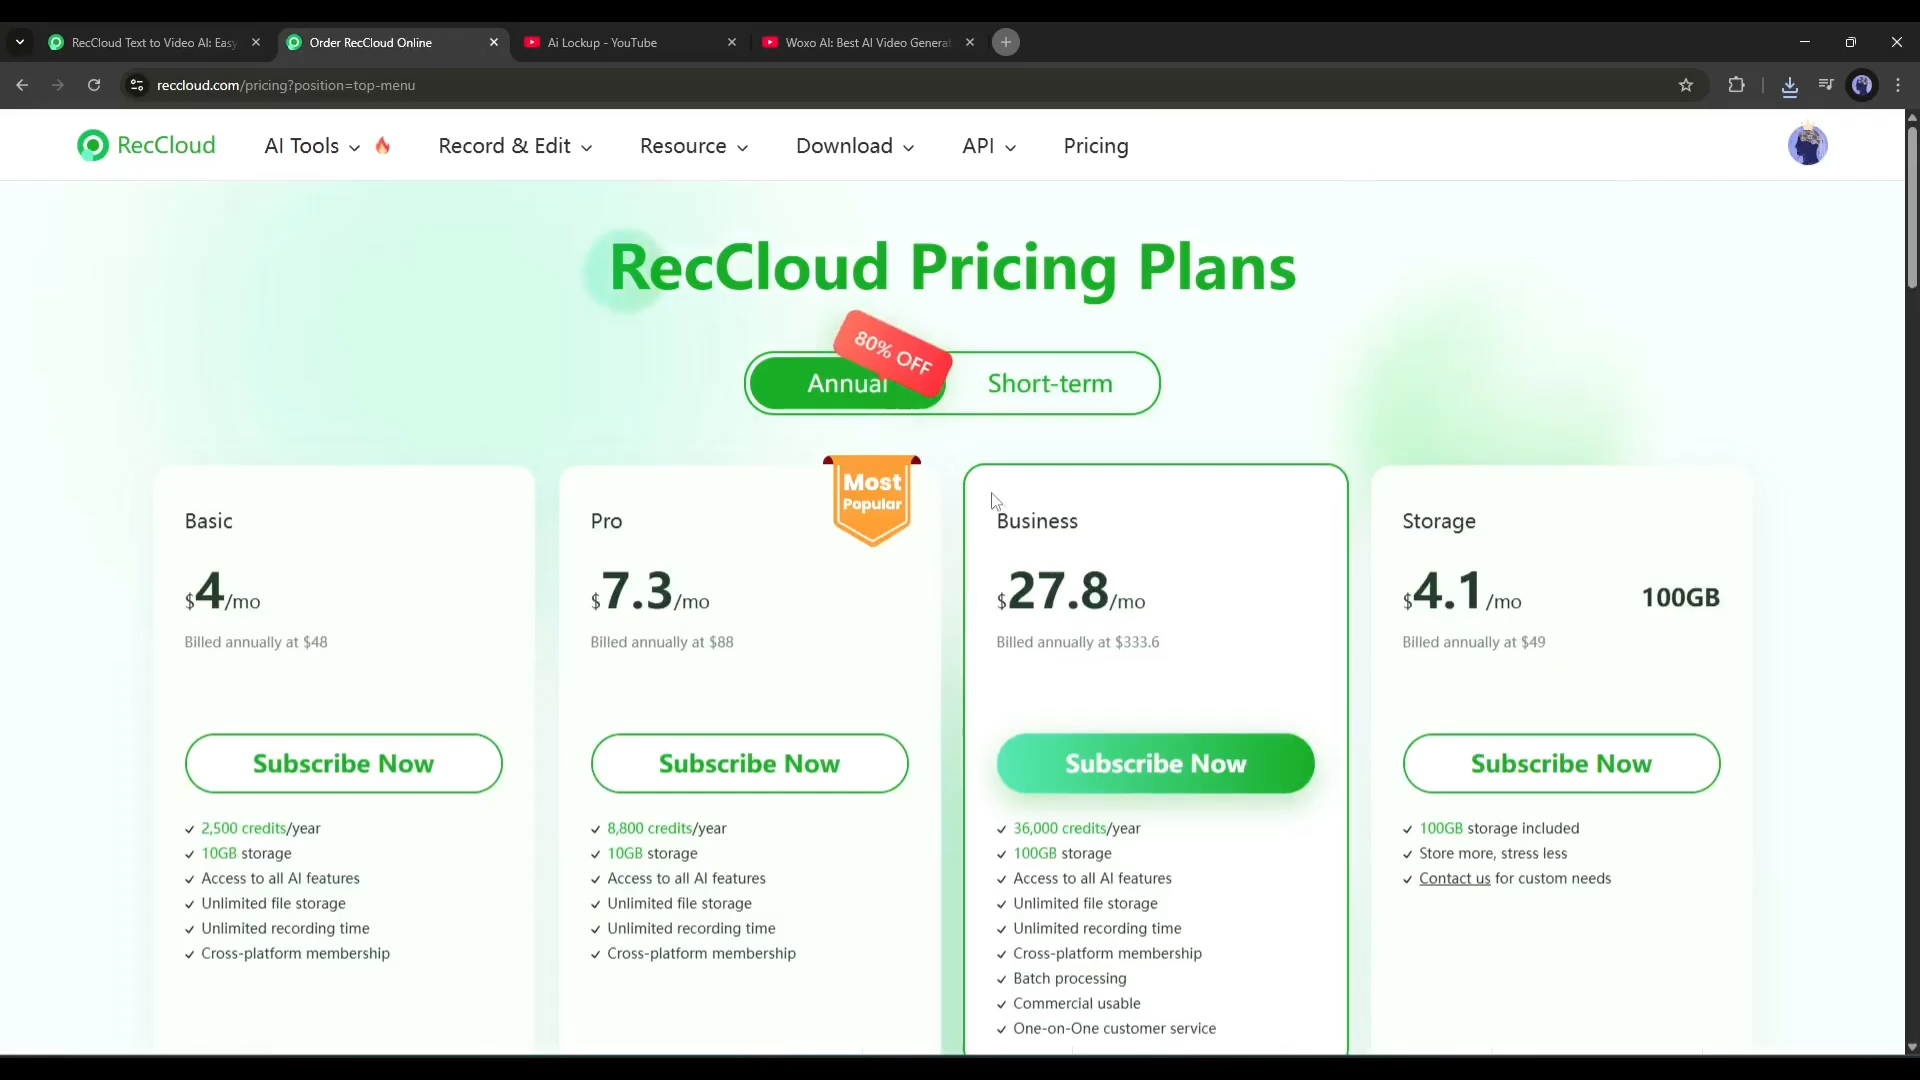 RecCloud Text to Video AI: Easy
Order RecCloud Online
Ai Lockup - YouTube
Woxo AI: Best AI Video Generat
reccloud.com/pricing?position=top-menu
RecCloud
AI Tools
Record & Edit
Resource
Download
API
Pricing
RecCloud Pricing Plans
80% OFF
Annual
Short-term
Most
Popular
Basic
$4/mo
Billed annually at $48
Subscribe Now
2,500 credits/year
10GB storage
Access to all AI features
Unlimited file storage
Unlimited recording time
Cross-platform membership
Pro
$7.3/mo
Billed annually at $88
Subscribe Now
8,800 credits/year
10GB storage
Access to all AI features
Unlimited file storage
Unlimited recording time
Cross-platform membership
Business
$27.8/mo
Billed annually at $333.6
Subscribe Now
36,000 credits/year
100GB storage
Access to all AI features
Unlimited file storage
Unlimited recording time
Cross-platform membership
Batch processing
Commercial usable
One-on-One customer service
Storage
$4.1/mo
100GB
Billed annually at $49
Subscribe Now
100GB storage included
Store more, stress less
Contact us for custom needs